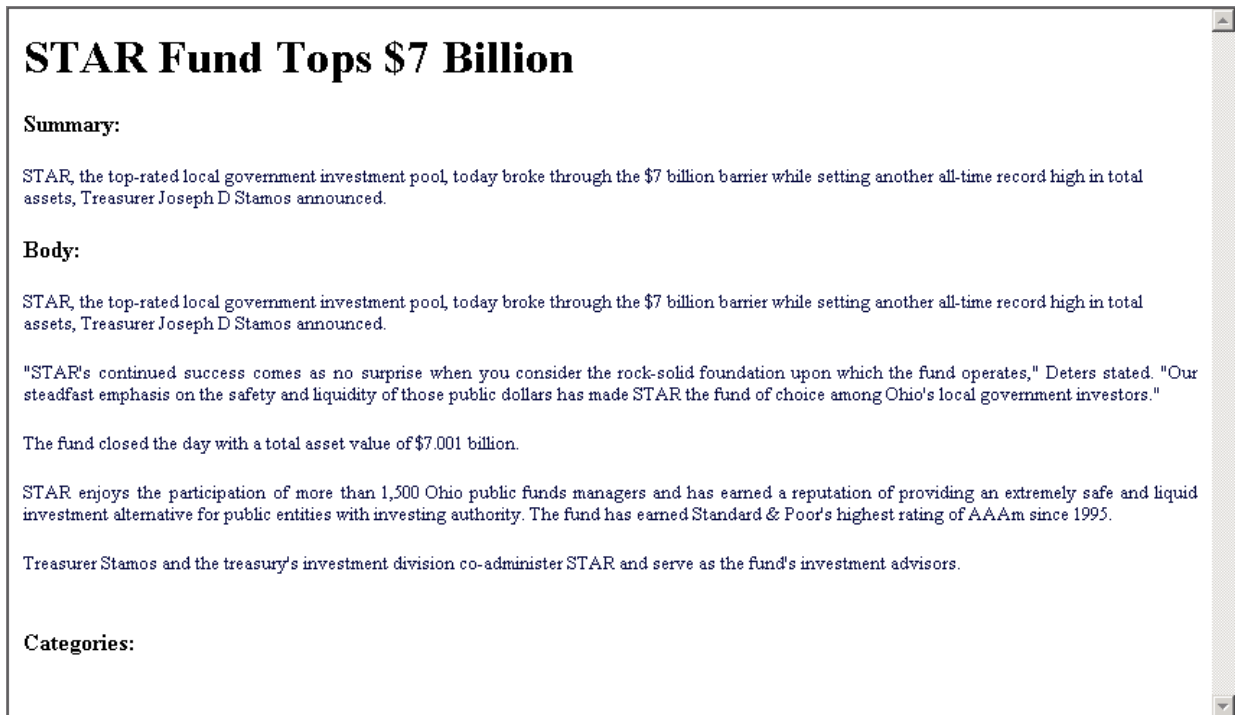 STAR Fund Tops $7 Billion
Summary:
STAR, the top-rated local government investment pool, today broke through the $7 billion barrier while setting another all-time record high in total
assets, Treasurer Joseph D Stamos announced.
Body:
STAR, the top-rated local government investment pool, today broke through the $7 billion barrier while setting another all-time record high in total
assets, Treasurer Joseph D Stamos announced.
"STAR's continued success comes as no surprise when you consider the rock-solid foundation upon which the fund operates," Deters stated. "Our
steadfast emphasis on the safety and liquidity of those public dollars has made STAR the fund of choice among Ohio's local government investors."
The fund closed the day with a total asset value of $7.001 billion.
STAR enjoys the participation of more than 1,500 Ohio public funds managers and has earned a reputation of providing an extremely safe and liquid
investment alternative for public entities with investing authority. The fund has earned Standard & Poor's highest rating of AAAm since 1995.
Treasurer Stamos and the treasury's investment division co-administer STAR and serve as the fund's investment advisors.
Categories: